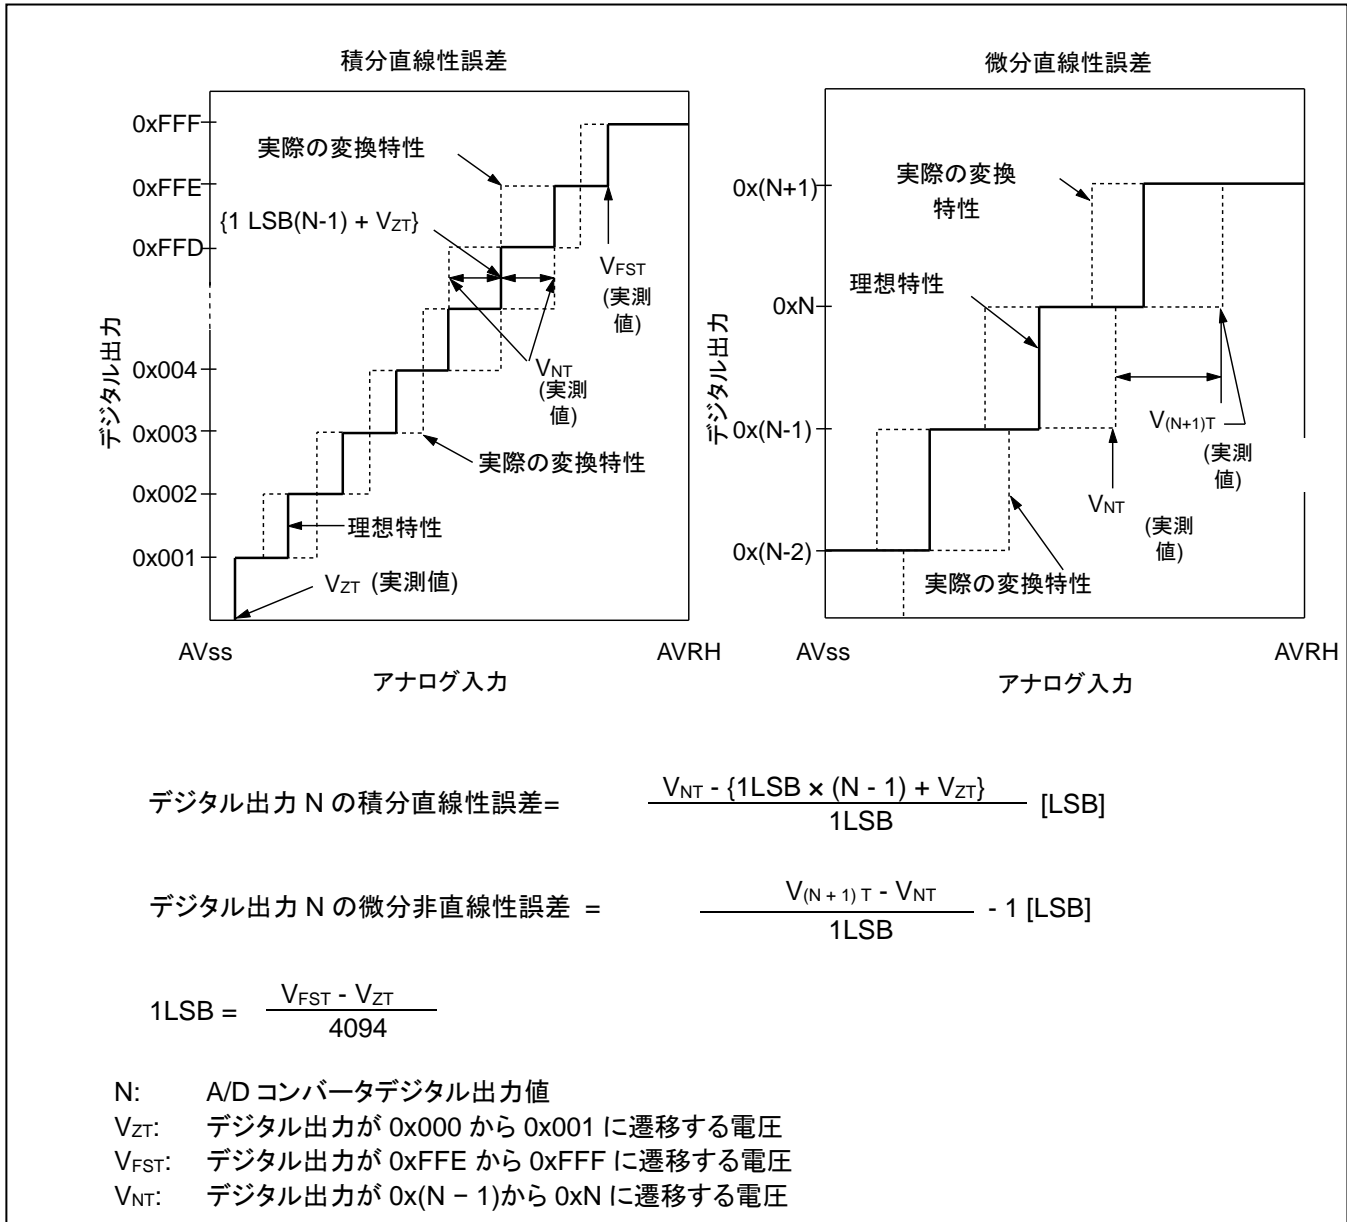 積分直線性誤差
0xFFF
0xFFE
0xFFD
0x004
0x003
0x002
0x001
デジタル出力
実際の変換特性
{1 LSB(N-1) + VZT}
VFST
(実測
値)
VNT
(実測
値)
実際の変換特性
理想特性
VZT (実測値)
AVss
AVRH
アナログ入力
微分直線性誤差
0x(N+1)
0xN
0x(N-1)
0x(N-2)
デジタル出力
実際の変換
特性
理想特性
V(N+1)T
(実測
値)
VNT
(実測
値)
実際の変換特性
AVss
AVRH
アナログ入力
デジタル出力 N の積分直線性誤差=
VNT - {1LSB × (N - 1) + VZT}
1LSB
[LSB]
デジタル出力 N の微分非直線性誤差 =
V(N + 1) T - VNT
1LSB
- 1 [LSB]
1LSB =
VFST - VZT
4094
N: A/D コンバータデジタル出力値
VZT: デジタル出力が 0x000 から 0x001 に遷移する電圧
VFST: デジタル出力が 0xFFE から 0xFFF に遷移する電圧
VNT: デジタル出力が 0x(N − 1)から 0xN に遷移する電圧